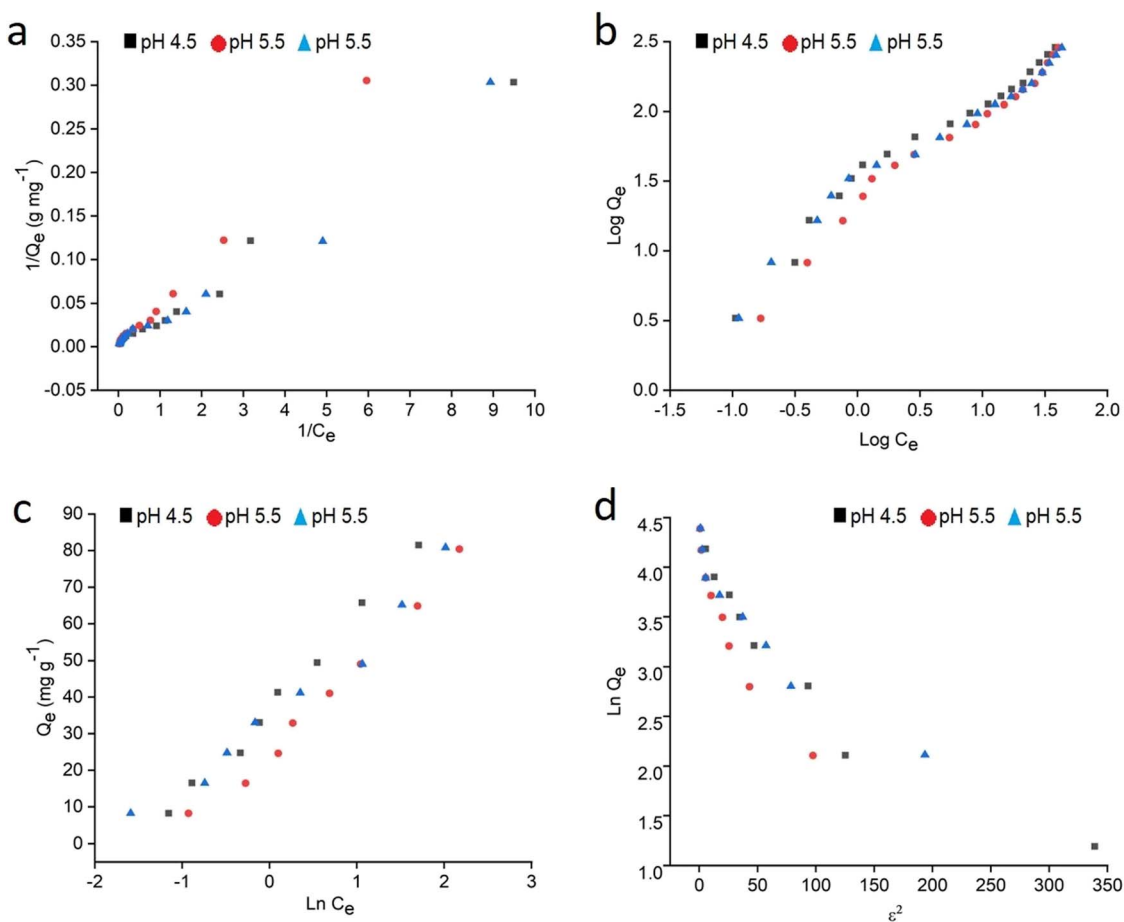 a
■ pH 4.5 ● pH 5.5 ▲ pH 5.5
0.35
0.30
0.25
0.20
0.15
0.10
0.05
0.00
-0.05
1/Qe (g mg⁻¹)
0 1 2 3 4 5 6 7 8 9 10
1/Ce
b
■ pH 4.5 ● pH 5.5 ▲ pH 5.5
2.5
2.0
1.5
1.0
0.5
0.0
Log Qe
-1.5 -1.0 -0.5 0.0 0.5 1.0 1.5 2.0
Log Ce
c
■ pH 4.5 ● pH 5.5 ▲ pH 5.5
90
80
70
60
50
40
30
20
10
0
Qe (mg g⁻¹)
-2 -1 0 1 2 3
Ln Ce
d
■ pH 4.5 ● pH 5.5 ▲ pH 5.5
4.5
4.0
3.5
3.0
2.5
2.0
1.5
1.0
Ln Qe
0 50 100 150 200 250 300 350
ε²